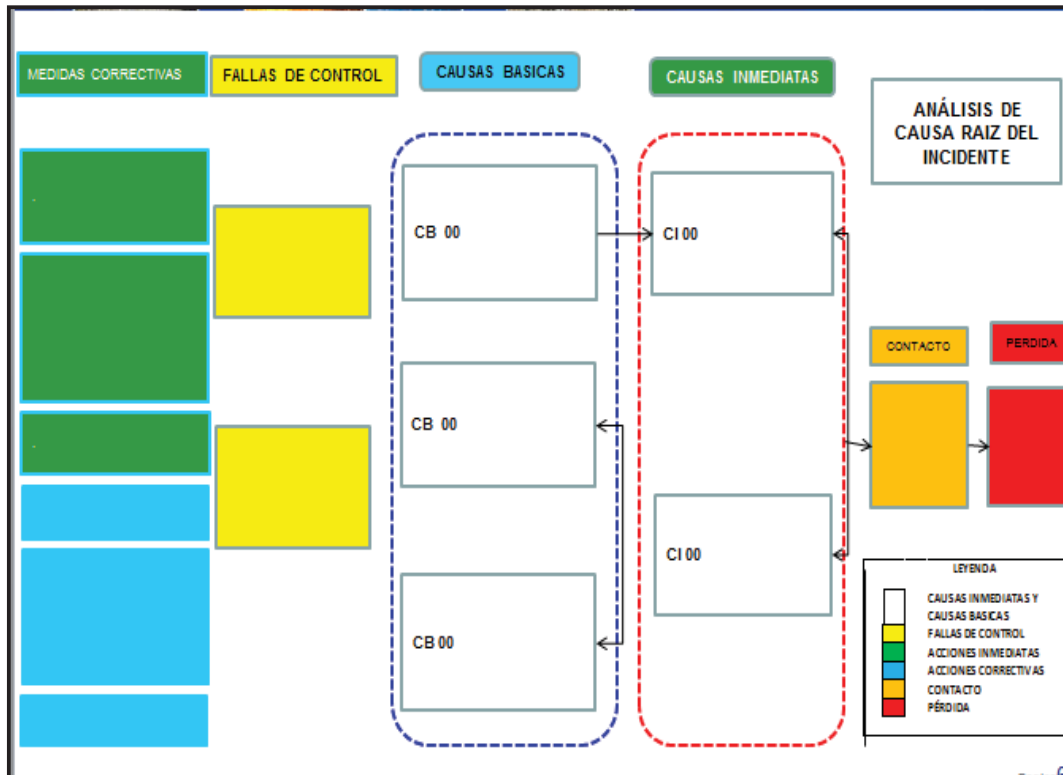 MEDIDAS CORRECTIVAS
FALLAS DE CONTROL
CAUSAS BASICAS
CAUSAS INMEDIATAS
ANÁLISIS DE
CAUSA RAIZ DEL
INCIDENTE
CB 00
CI 00
CONTACTO
PERDIDA
CB 00
CI 00
CB 00
LEYENDA
CAUSAS INMEDIATAS Y
CAUSAS BASICAS
FALLAS DE CONTROL
ACCIONES INMEDIATAS
ACCIONES CORRECTIVAS
CONTACTO
PÉRDIDA